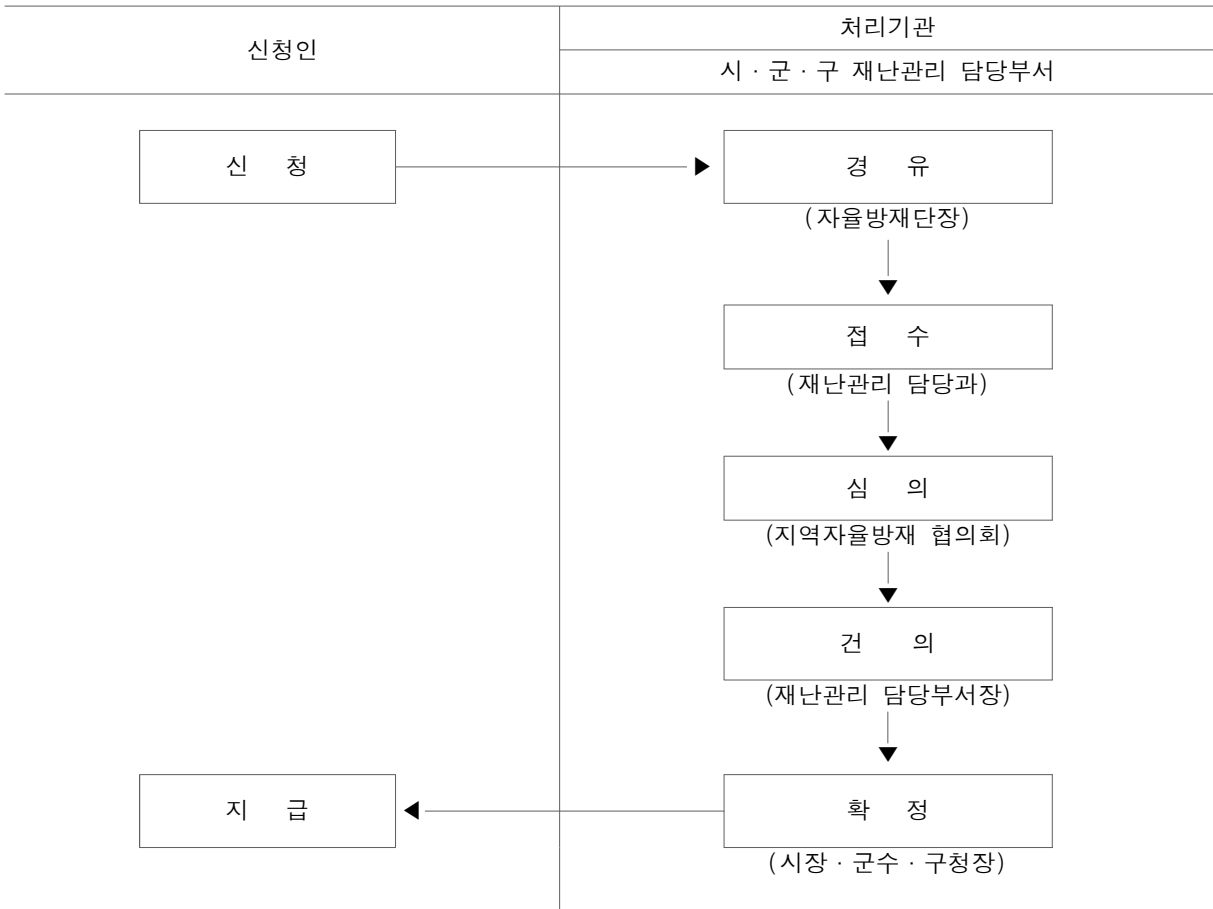 신청인
처리기관
시·군·구 재난관리 담당부서
신 청
경 유
(자율방재단장)
접 수
(재난관리 담당과)
심 의
(지역자율방재 협의회)
건 의
(재난관리 담당부서장)
지 급
확 정
(시장·군수·구청장)